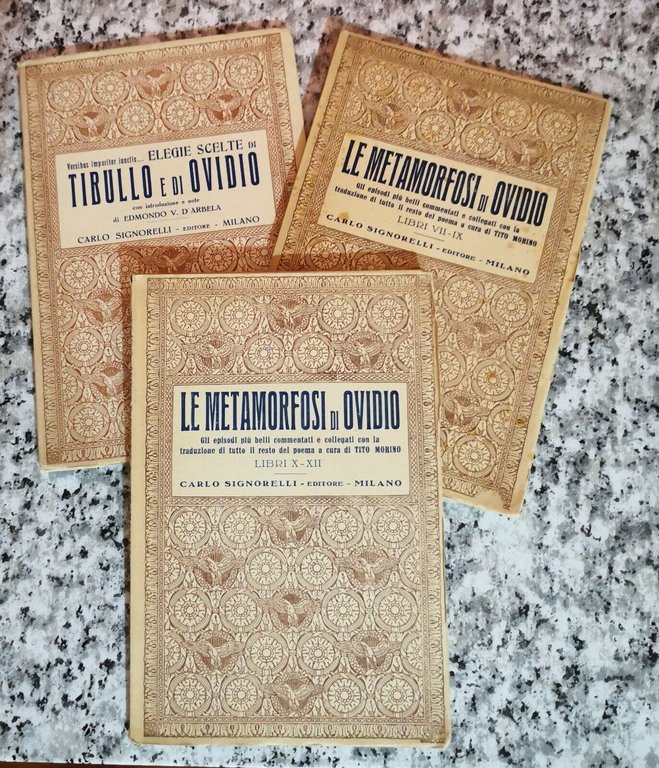 Versibus impariter iunctis.... ELEGIE SCELTE DI
TIBULLO E DI OVIDIO
con introduzione e note
di EDMONDO V. D'ARBELA
CARLO SIGNORELLI - EDITORE - MILANO
LE METAMORFOSI DI OVIDIO
Gli episodi più belli commentati e collegati con la
traduzione di tutto il resto del poema a cura di TITO MORINO
LIBRI VII-IX
CARLO SIGNORELLI - EDITORE - MILANO
LE METAMORFOSI DI OVIDIO
Gli episodi più belli commentati e collegati con la
traduzione di tutto il resto del poema a cura di TITO MORINO
LIBRI X-XII
CARLO SIGNORELLI - EDITORE - MILANO